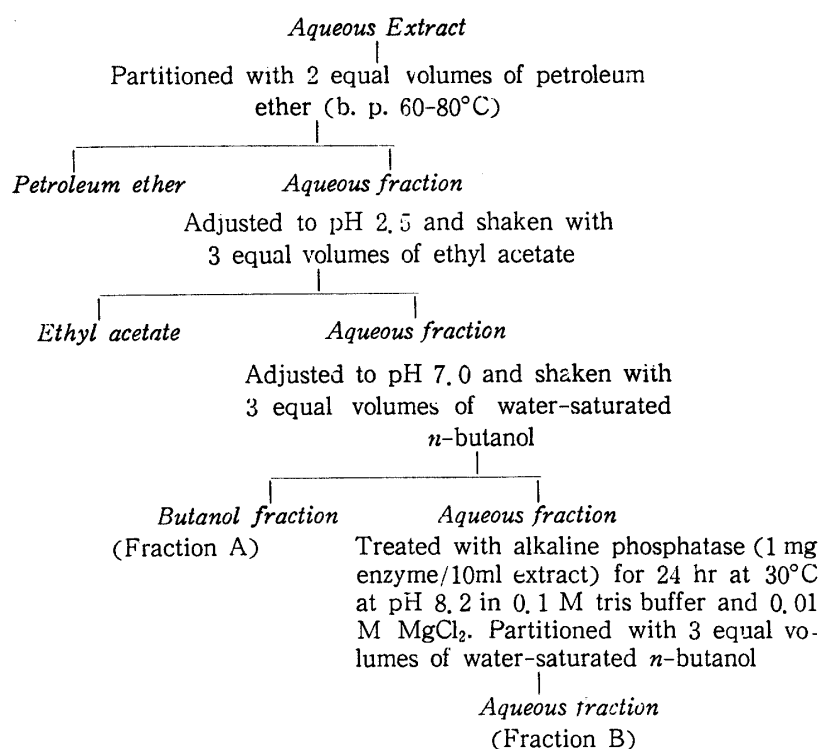 Aqueous Extract
Partitioned with 2 equal volumes of petroleum
ether (b. p. 60-80°C)
Petroleum ether Aqueous fraction
Adjusted to pH 2.5 and shaken with
3 equal volumes of ethyl acetate
Ethyl acetate Aqueous fraction
Adjusted to pH 7.0 and shaken with
3 equal volumes of water-saturated
n-butanol
Butanol fraction Aqueous fraction
(Fraction A) Treated with alkaline phosphatase (1 mg
enzyme/10ml extract) for 24 hr at 30°C
at pH 8.2 in 0.1 M tris buffer and 0.01
M MgCl₂. Partitioned with 3 equal vo-
lumes of water-saturated n-butanol
Aqueous fraction
(Fraction B)